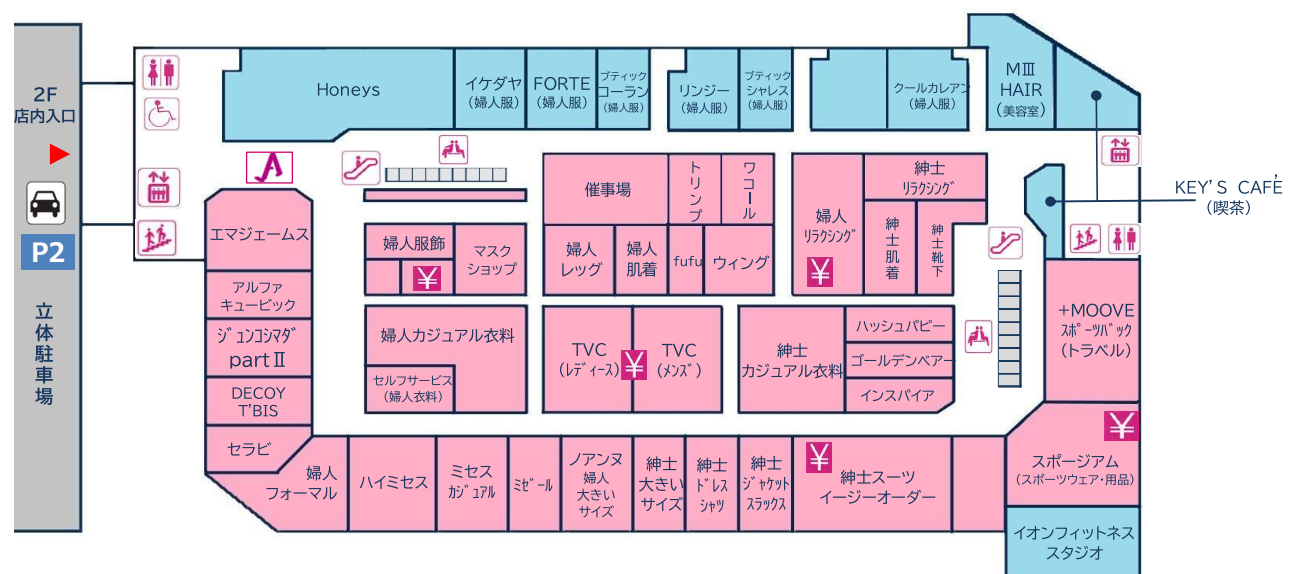 2F
店内入口
P2
立体駐車場
Honeys
イケダヤ
(婦人服)
FORTE
(婦人服)
ブティック
コーラン
(婦人服)
リンジー
(婦人服)
ブティック
シャレス
(婦人服)
クールカレアン
(婦人服)
MⅢ
HAIR
(美容室)
KEY'S CAFÉ
(喫茶)
エマジェームス
アルファ
キュービック
ジュンコシマダ
partⅡ
DECOY
T'BIS
セラビ
婦人服飾
¥
マスク
ショップ
婦人カジュアル衣料
セルフサービス
(婦人衣料)
催事場
トリンプ
ワコール
婦人
レッグ
婦人
肌着
fufu
ウィング
TVC
(レディース)
¥
TVC
(メンズ)
婦人
リラクシング
¥
紳士
リラクシング
紳士肌着
紳士靴下
紳士
カジュアル衣料
ハッシュパピー
ゴールデンベアー
インスパイア
+MOOVE
スポーツバック
(トラベル)
¥
スポージアム
(スポーツウェア・用品)
イオンフィットネス
スタジオ
婦人
フォーマル
ハイミセス
ミセス
カジュアル
ミゼール
ノアンヌ
婦人
大きい
サイズ
紳士
大きい
サイズ
紳士
ドレス
シャツ
紳士
ジャケット
スラックス
¥
紳士スーツ
イージーオーダー